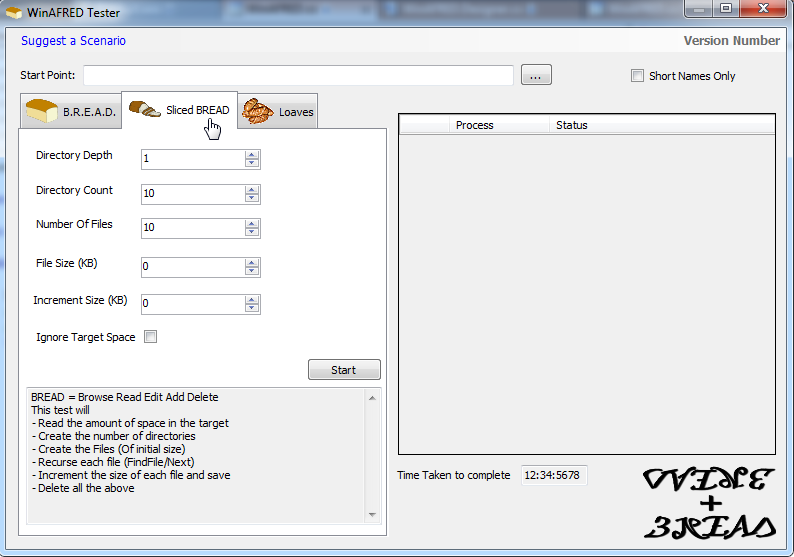 WinAFRED Tester
Suggest a Scenario
Version Number
Start Point:
...
Short Names Only
B.R.E.A.D.
Sliced BREAD
Loaves
Directory Depth
1
Directory Count
10
Number Of Files
10
File Size (KB)
0
Increment Size (KB)
0
Ignore Target Space
Start
BREAD = Browse Read Edit Add Delete
This test will
- Read the amount of space in the target
- Create the number of directories
- Create the Files (Of initial size)
- Recurse each file (FindFile/Next)
- Increment the size of each file and save
- Delete all the above
Process Status
Time Taken to complete 12:34:5678
WINE
+
BREAD